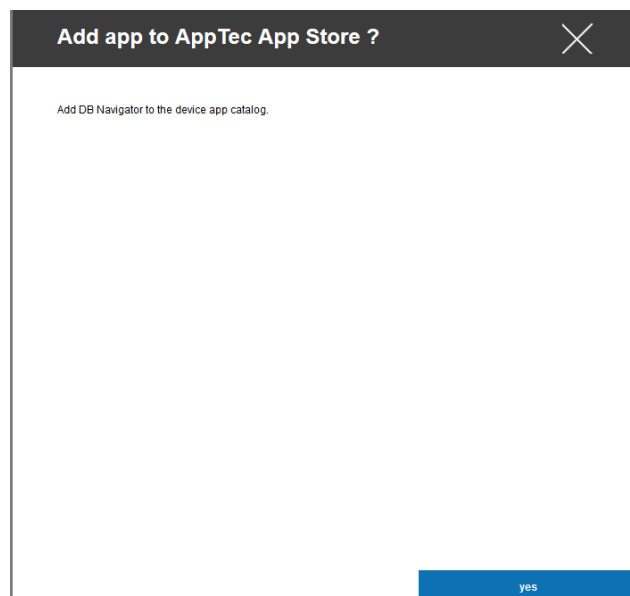 Add app to AppTec App Store ?
Add DB Navigator to the device app catalog.
yes